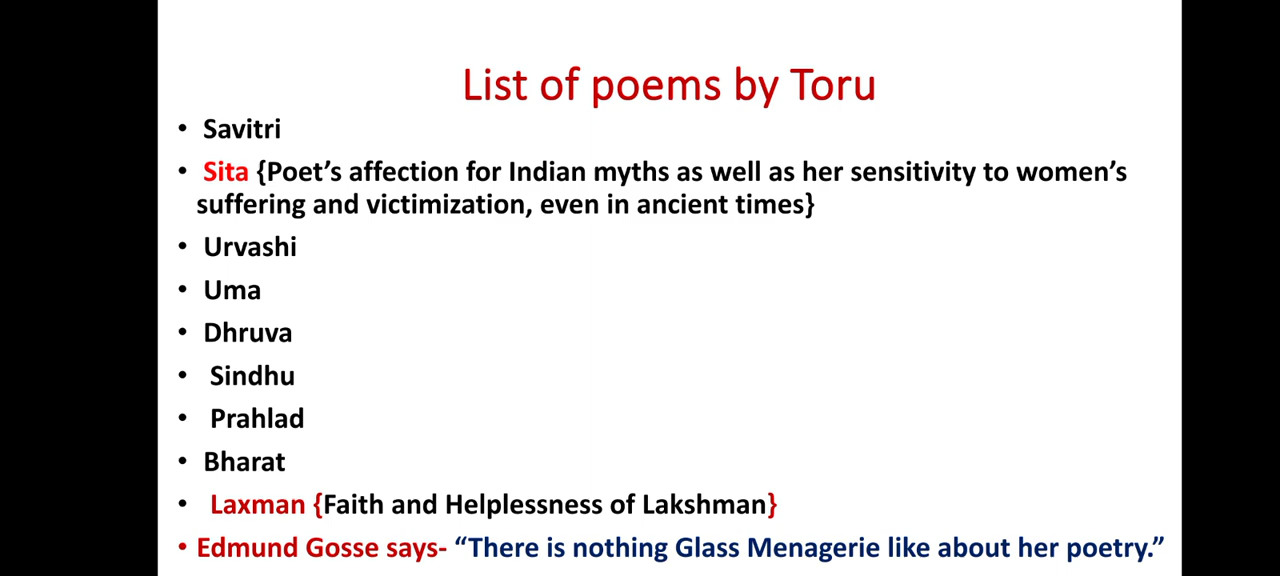 List of poems by Toru
• Savitri
• Sita {Poet’s affection for Indian myths as well as her sensitivity to women’s
suffering and victimization, even in ancient times}
• Urvashi
• Uma
• Dhruva
• Sindhu
• Prahlad
• Bharat
• Laxman {Faith and Helplessness of Lakshman}
• Edmund Gosse says- “There is nothing Glass Menagerie like about her poetry.”